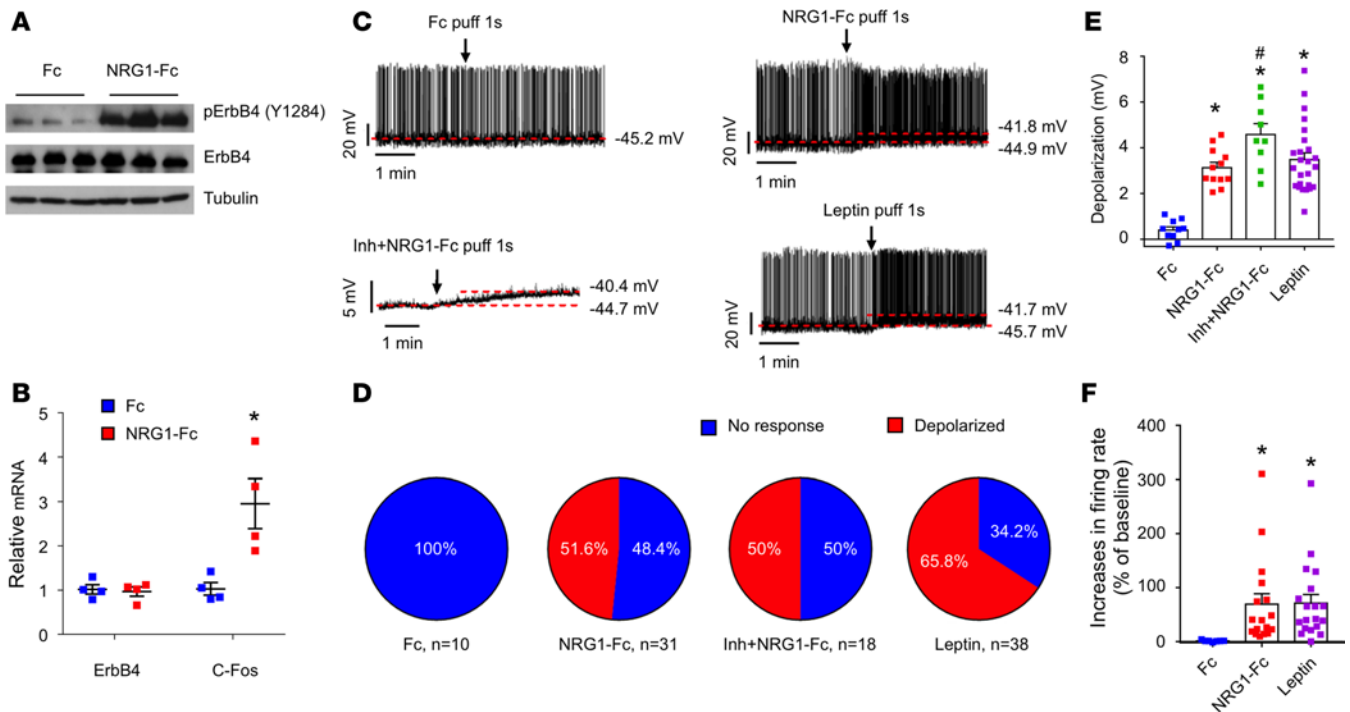 A
Fc
NRG1-Fc
pErbB4 (Y1284)
ErbB4
Tubulin
B
Fc
NRG1-Fc
*
Relative mRNA
5
4
3
2
1
0
ErbB4
C-Fos
C
Fc puff 1s
20 mV
-45.2 mV
1 min
NRG1-Fc puff 1s
20 mV
-41.8 mV
-44.9 mV
1 min
Inh+NRG1-Fc puff 1s
5 mV
-40.4 mV
-44.7 mV
1 min
Leptin puff 1s
20 mV
-41.7 mV
-45.7 mV
1 min
D
No response
Depolarized
100%
51.6%
48.4%
50%
50%
34.2%
65.8%
Fc, n=10
NRG1-Fc, n=31
Inh+NRG1-Fc, n=18
Leptin, n=38
E
Depolarization (mV)
8
6
4
2
0
*
#
*
*
Fc
NRG1-Fc
Inh+NRG1-Fc
Leptin
F
Increases in firing rate
(% of baseline)
400
300
200
100
0
*
*
Fc
NRG1-Fc
Leptin